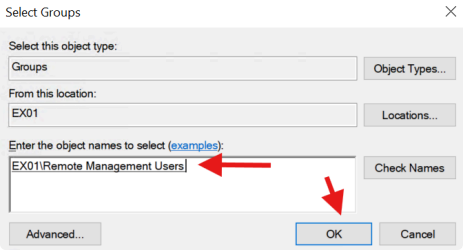 Select Groups
Select this object type:
Groups
Object Types...
From this location:
EX01
Locations...
Enter the object names to select (examples):
EX01\Remote Management Users
Check Names
Advanced...
OK
Cancel